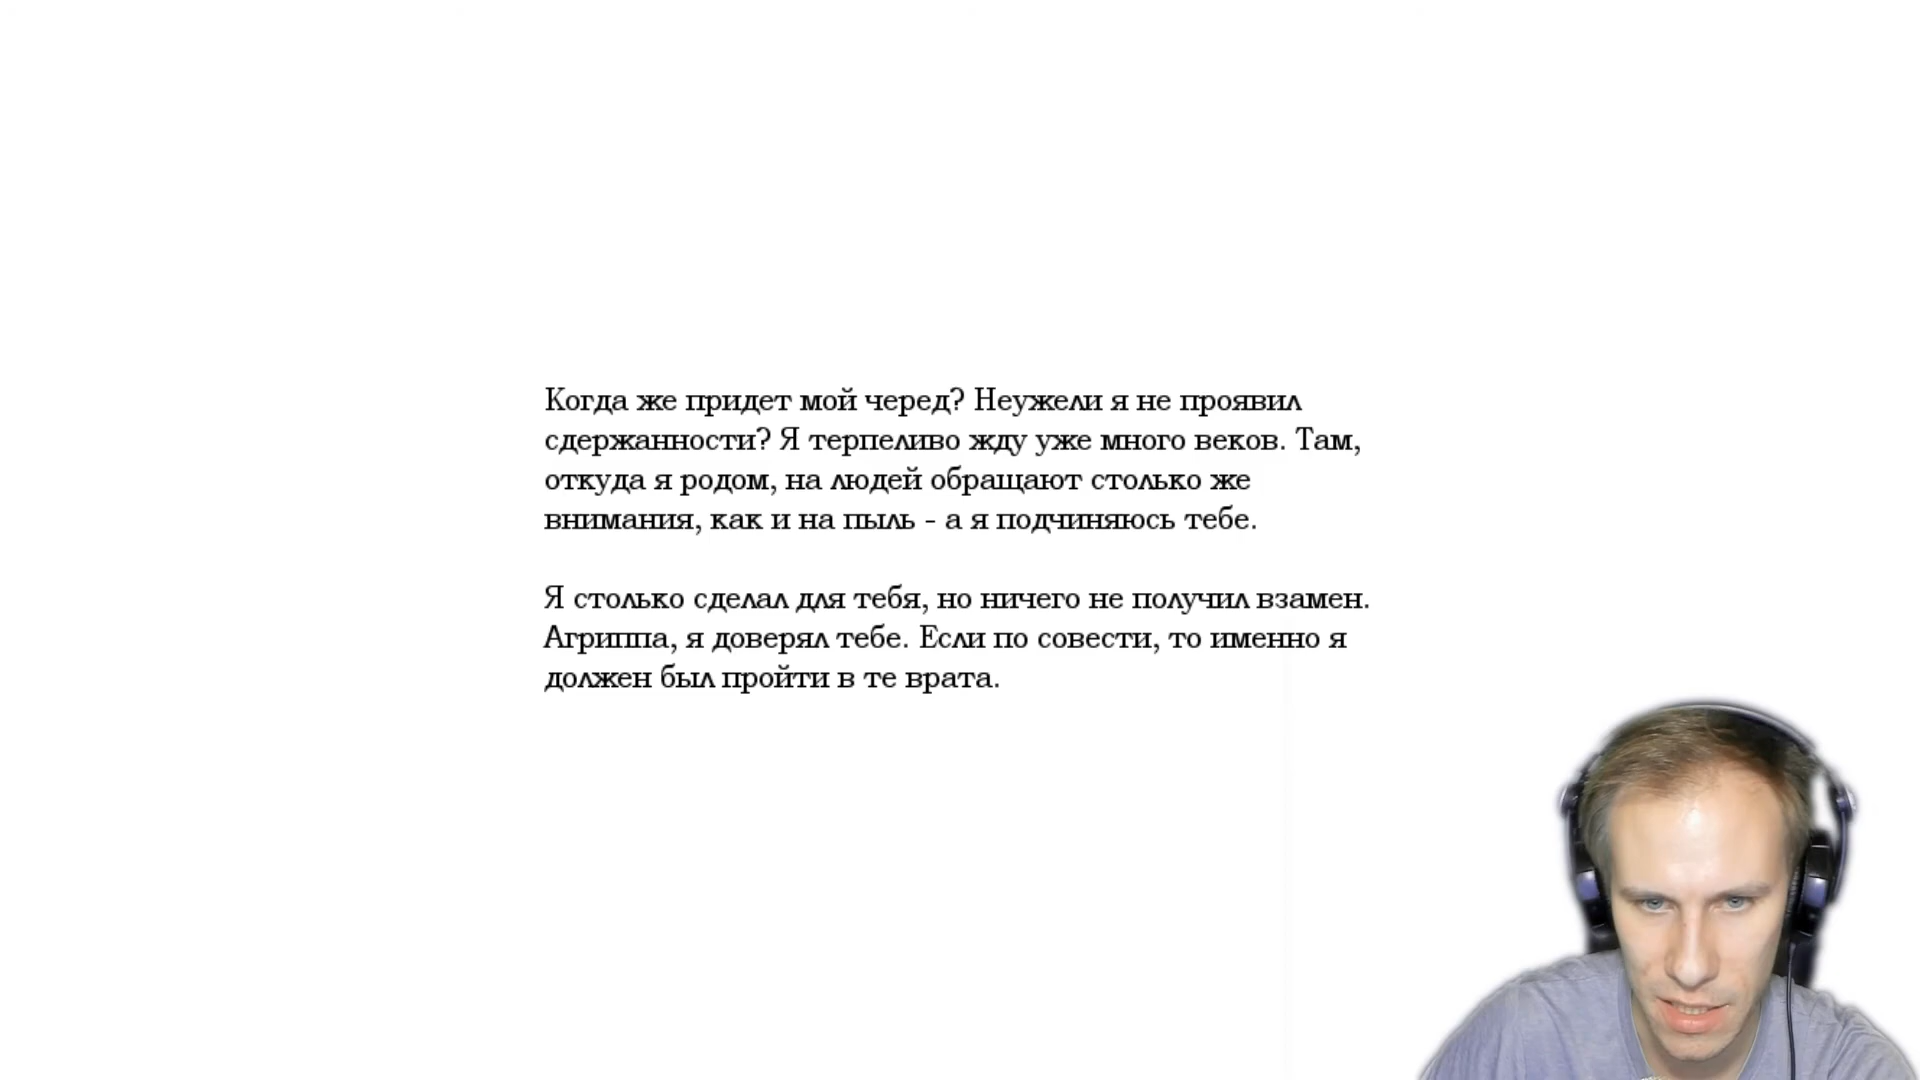 Когда же придет мой черед? Неужели я не проявил
сдержанности? Я терпеливо жду уже много веков. Там,
откуда я родом, на людей обращают столько же
внимания, как и на пыль - а я подчиняюсь тебе.
Я столько сделал для тебя, но ничего не получил взамен.
Агриппа, я доверял тебе. Если по совести, то именно я
должен был пройти в те врата.